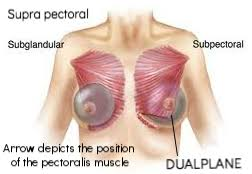 Supra pectoral
Subglandular
Subpectoral
Arrow depicts the position
of the pectoralis muscle
DUALPLANE